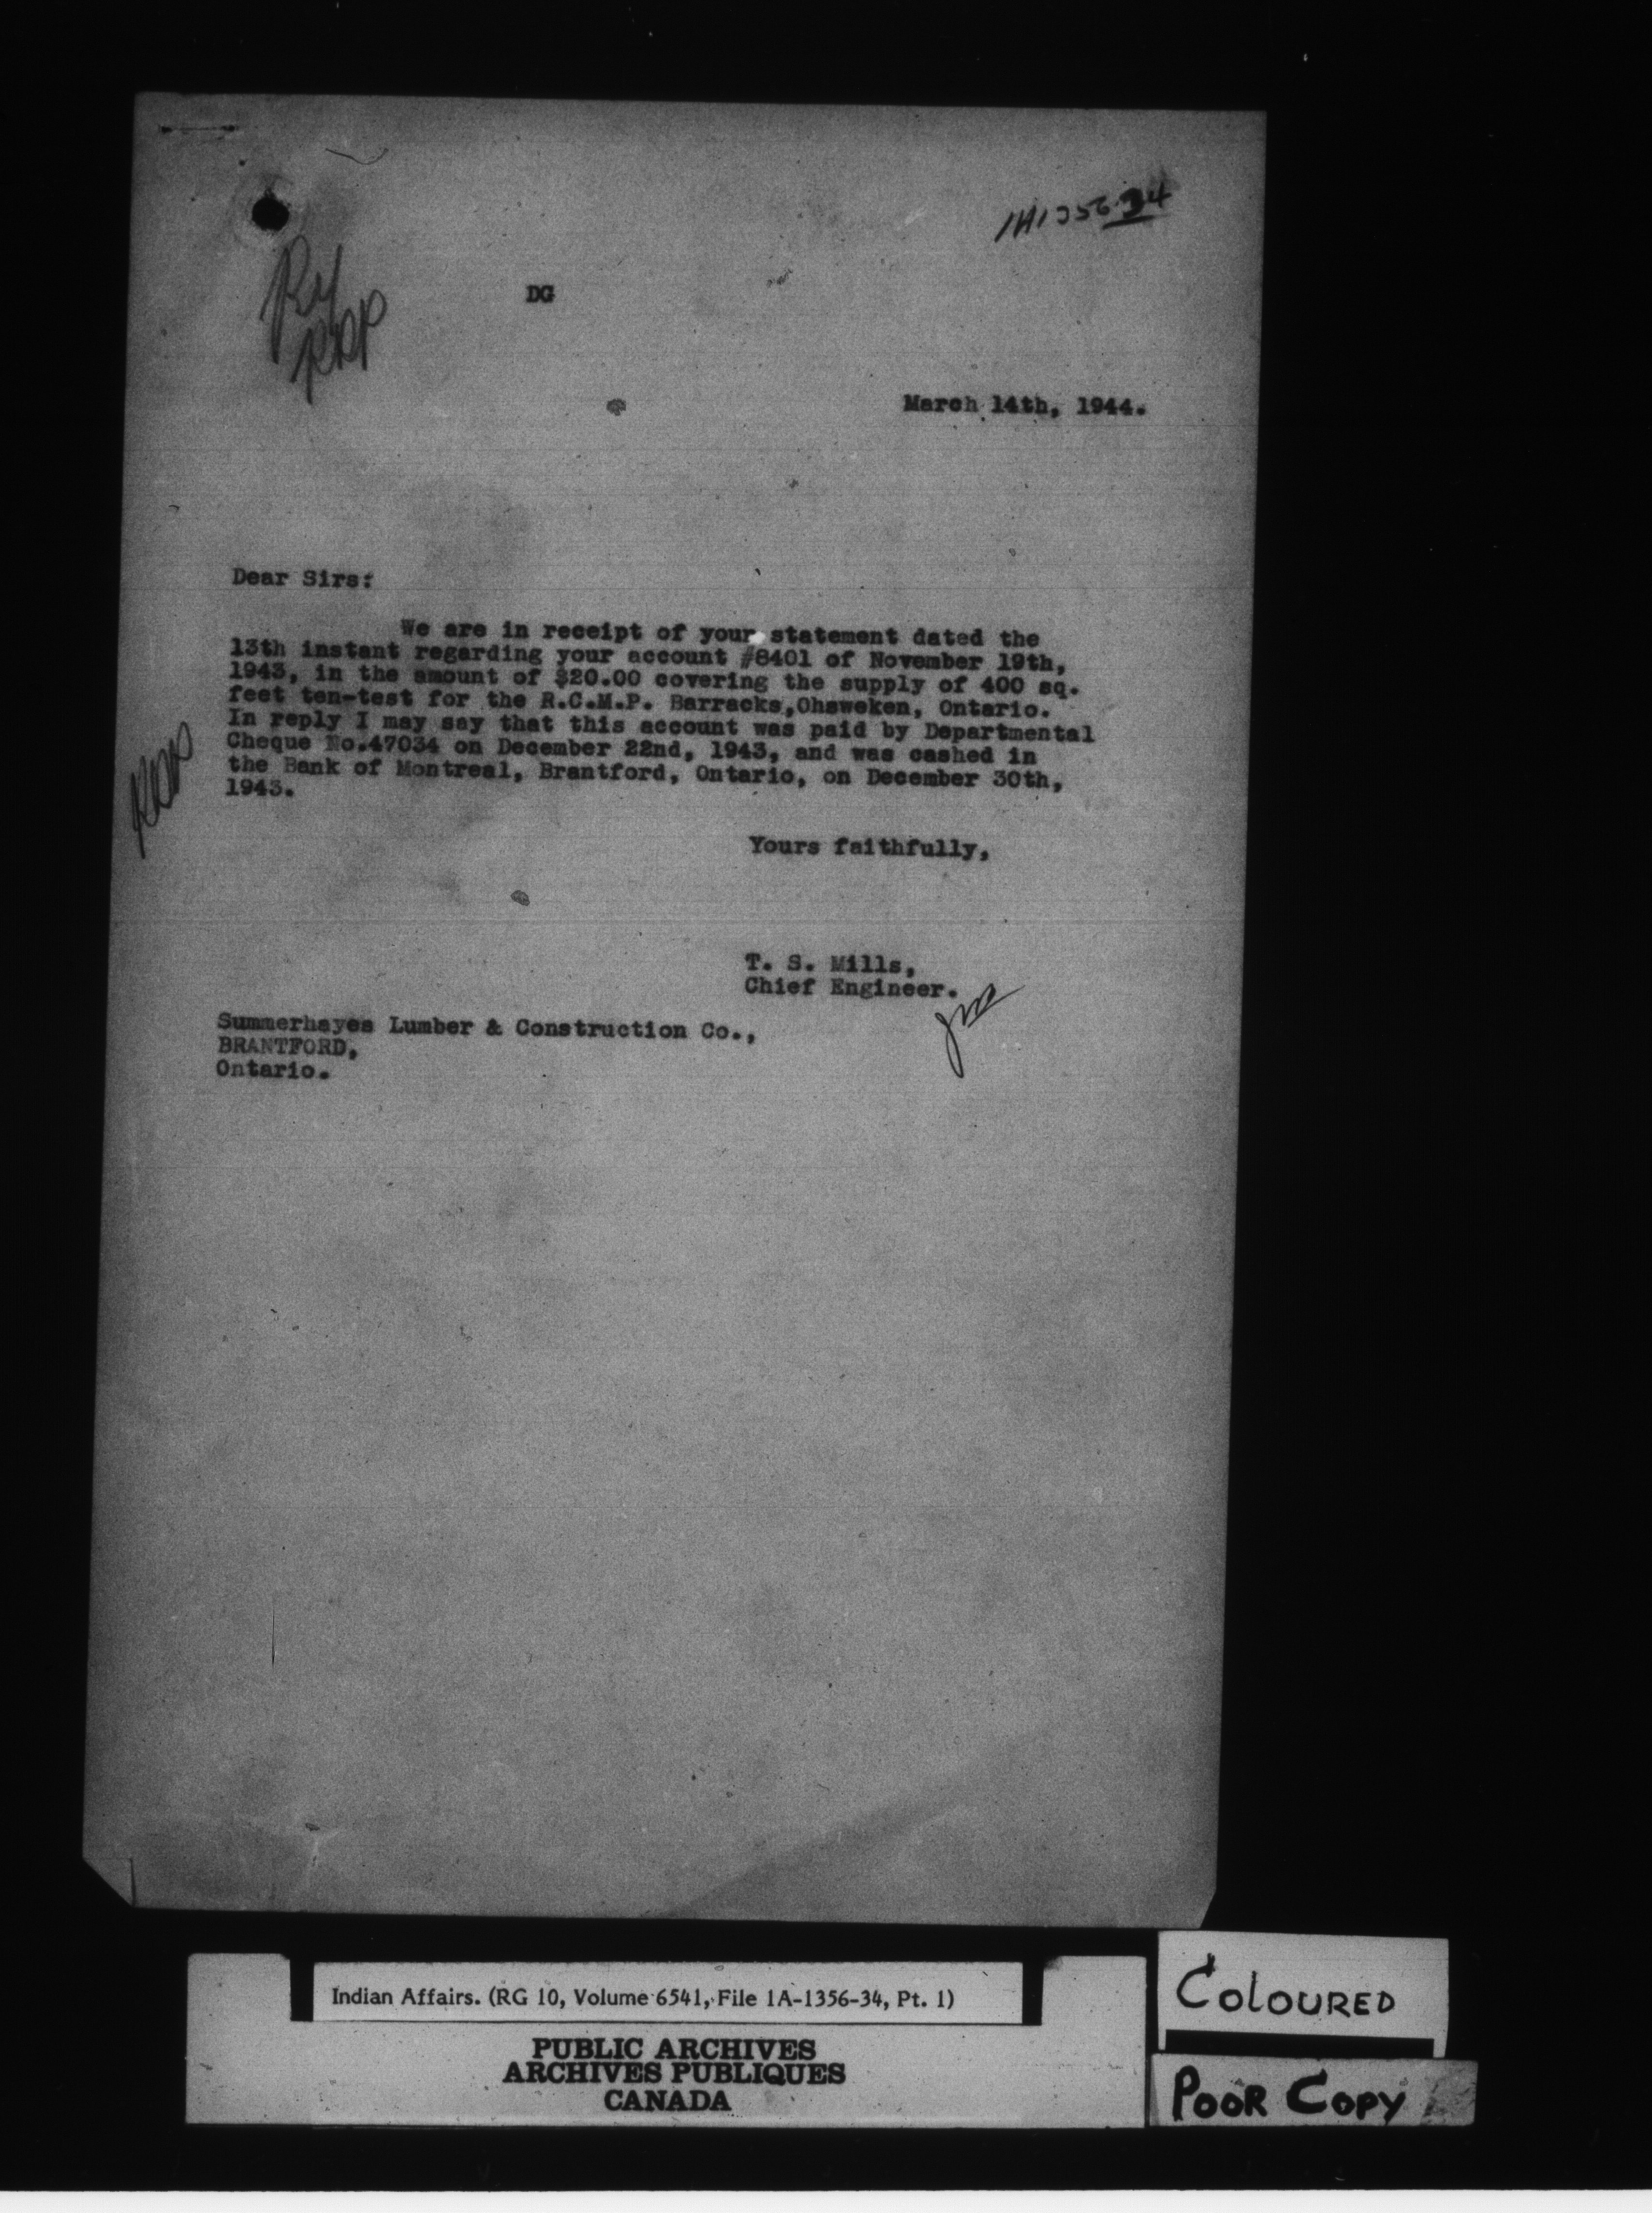 DG
March 14th, 1944.
Dear Sirs:
We are in receipt of your statement dated the
13th instant regarding your account #8401 of November 19th,
1943, in the amount of $20.00 covering the supply of 400 sq.
feet ten-test for the R.C.M.P. Barracks,Ohsweken, Ontario.
In reply I may say that this account was paid by Departmental
Cheque No.47034 on December 22nd, 1943, and was cashed in
the Bank of Montreal, Brantford, Ontario, on December 30th,
1943.
Yours faithfully,
T. S. Mills,
Chief Engineer.
Summerhayes Lumber & Construction Co.,
BRANTFORD,
Ontario.
Indian Affairs. (RG 10, Volume 6541, File 1A-1356-34, Pt. 1)
PUBLIC ARCHIVES
ARCHIVES PUBLIQUES
CANADA
COLOURED
POOR COPY